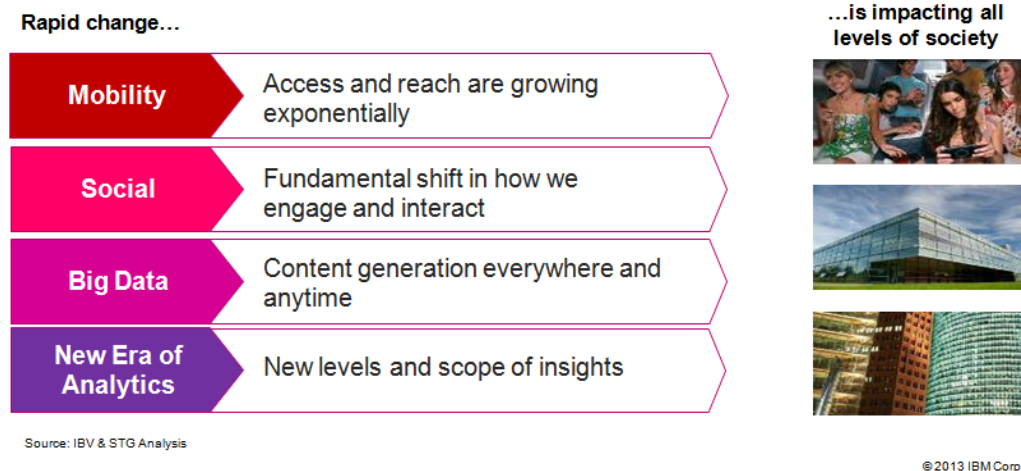 Rapid change…
…is impacting all
levels of society
Mobility
Access and reach are growing
exponentially
Social
Fundamental shift in how we
engage and interact
Big Data
Content generation everywhere and
anytime
New Era of
Analytics
New levels and scope of insights
Source: IBV & STG Analysis
© 2013 IBM Corp